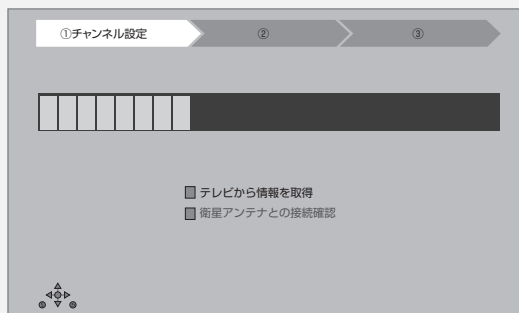 ①チャンネル設定
②
③
テレビから情報を取得
衛星アンテナとの接続確認